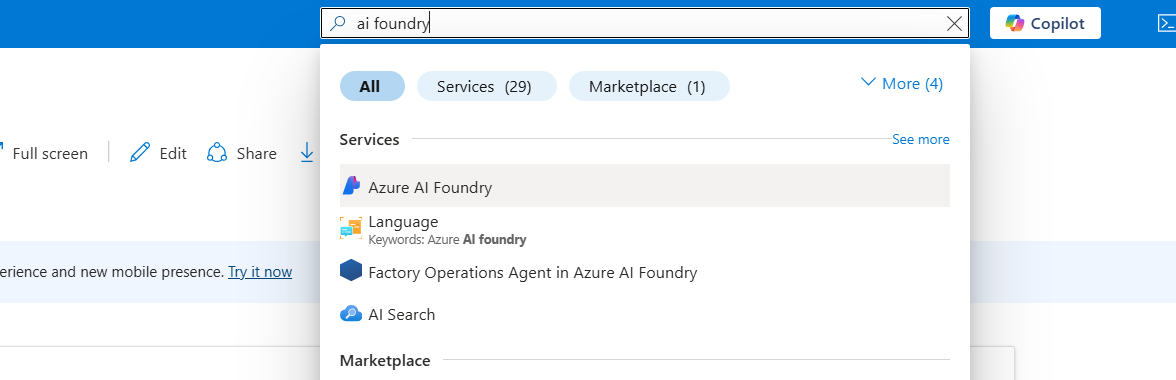 ai foundry
Copilot
All
Services (29)
Marketplace (1)
More (4)
Full screen
Edit
Share
Services
See more
Azure AI Foundry
Language
Keywords: Azure AI foundry
erience and new mobile presence. Try it now
Factory Operations Agent in Azure AI Foundry
AI Search
Marketplace